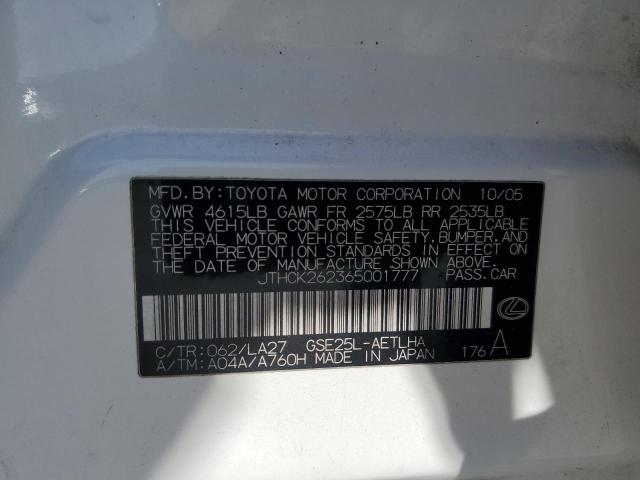 MFD. BY: TOYOTA MOTOR CORPORATION 10/05
GVWR 4615LB GAWR FR 2575LB RR 2535LB
THIS VEHICLE CONFORMS TO ALL APPLICABLE
FEDERAL MOTOR VEHICLE SAFETY, BUMPER, AND
THEFT PREVENTION STANDARDS IN EFFECT ON
THE DATE OF MANUFACTURE SHOWN ABOVE.
JTHCK262365001777 PASS. CAR
C/TR: 062/LA27 GSE25L-AETLHA
A/TM: A04A/A760H MADE IN JAPAN 176 A